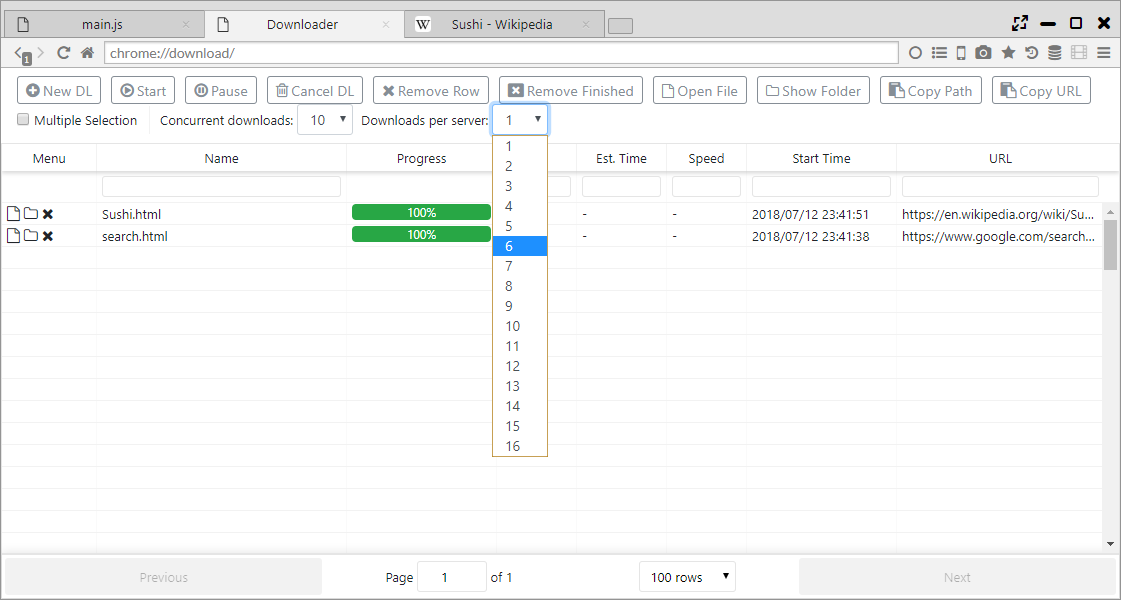 main.js
Downloader
W Sushi - Wikipedia
1
chrome://download/
New DL Start Pause Cancel DL Remove Row Remove Finished Open File Show Folder Copy Path Copy URL
Multiple Selection Concurrent downloads: 10 Downloads per server: 1
Menu Name Progress Est. Time Speed Start Time URL
Sushi.html 100% - - 2018/07/12 23:41:51 https://en.wikipedia.org/wiki/Su...
search.html 100% - - 2018/07/12 23:41:38 https://www.google.com/search...
1
2
3
4
5
6
7
8
9
10
11
12
13
14
15
16
Previous Page 1 of 1 100 rows Next